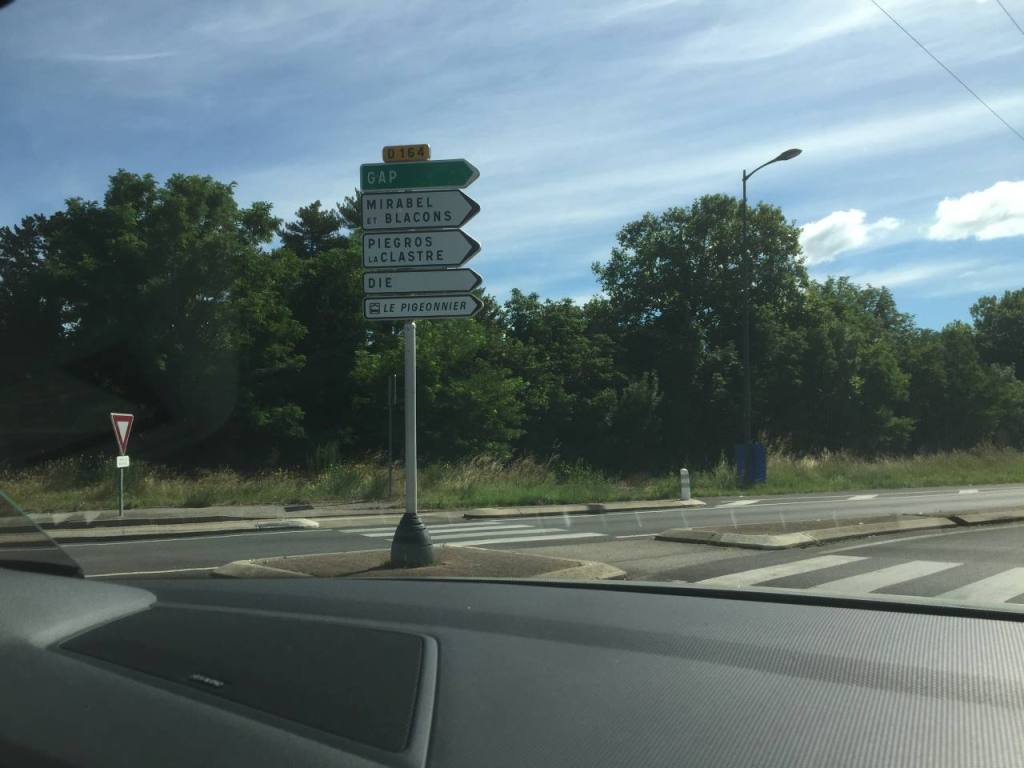 D 164
GAP
MIRABEL
ET BLACONS
PIEGROS
LA CLASTRE
DIE
LE PIGEONNIER